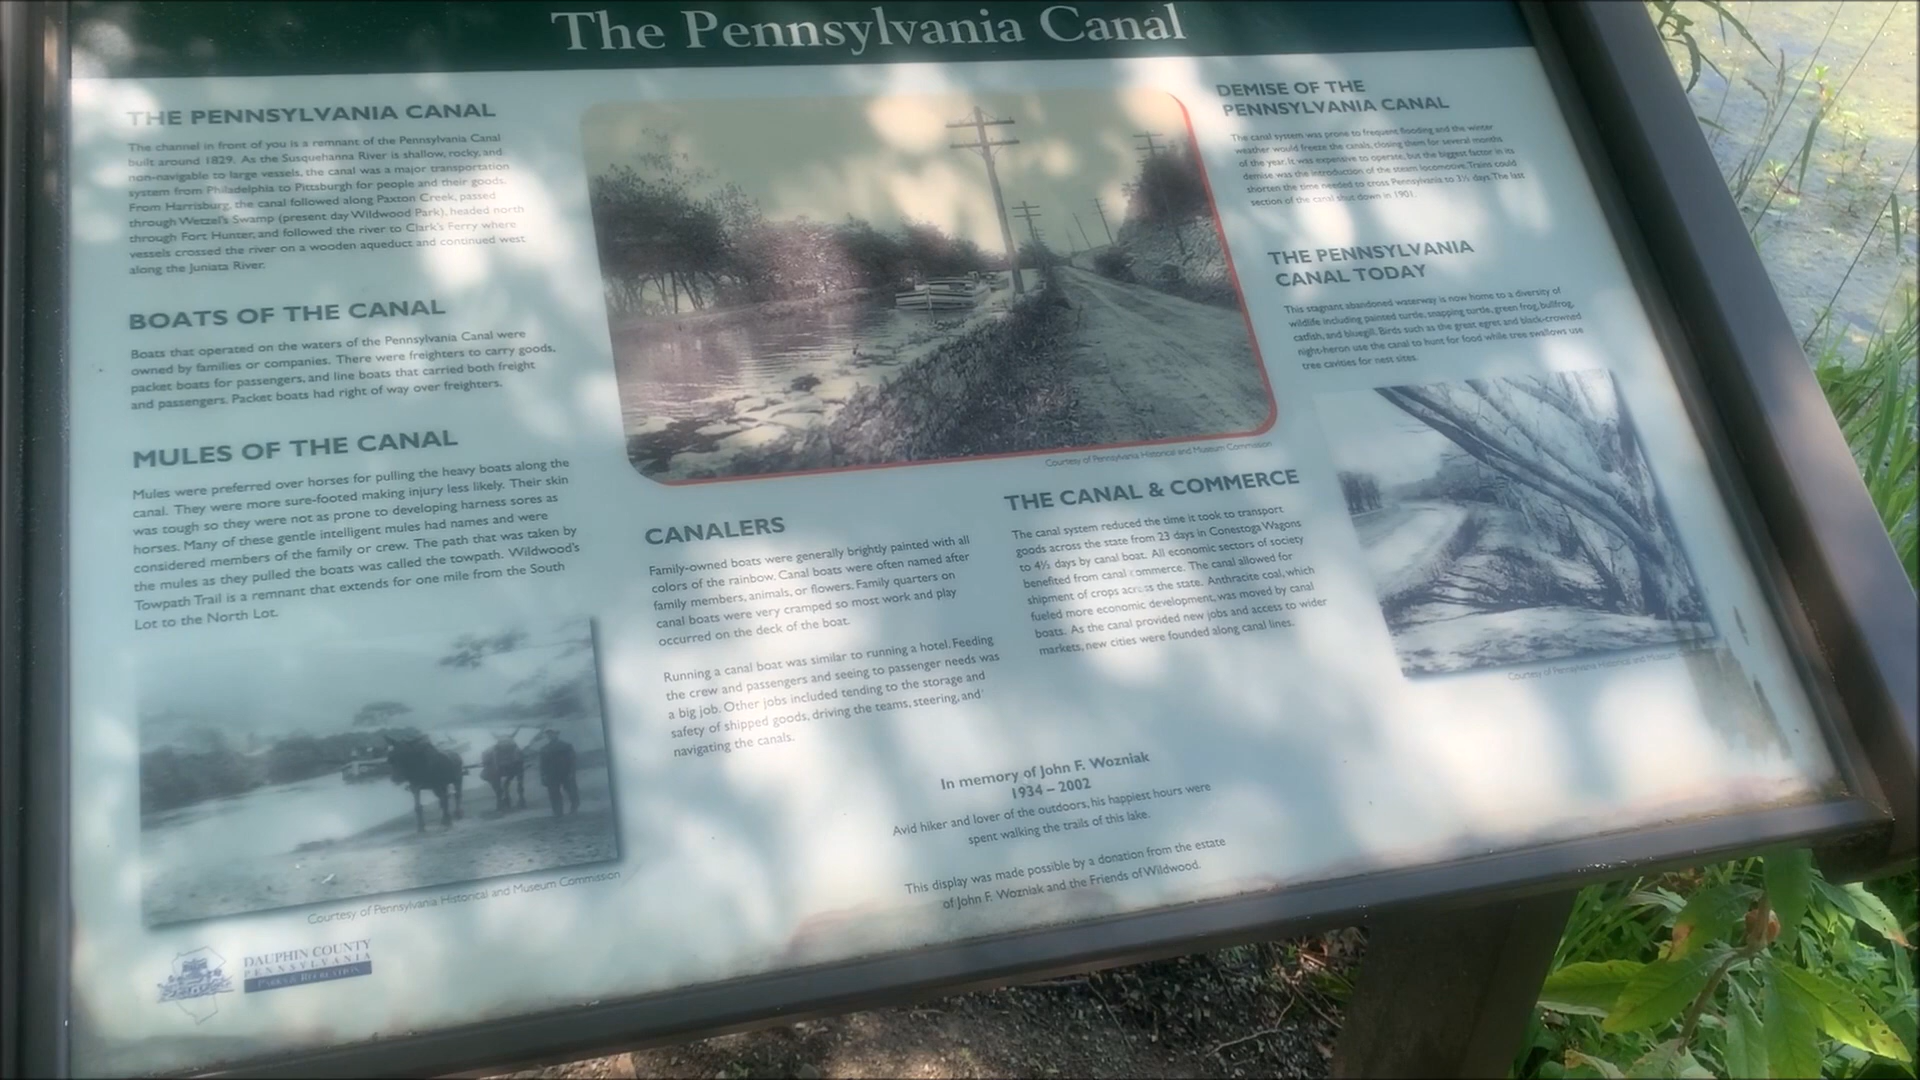 The Pennsylvania Canal
THE PENNSYLVANIA CANAL
The channel in front of you is a remnant of the Pennsylvania Canal
built around 1829. As the Susquehanna River is shallow, rocky, and
non-navigable to large vessels, the canal was a major transportation
system from Philadelphia to Pittsburgh for people and their goods.
From Harrisburg, the canal followed along Paxton Creek, passed
through Wetzel's Swamp (present day Wildwood Park), headed north
through Fort Hunter, and followed the river to Clark's Ferry where
vessels crossed the river on a wooden aqueduct and continued west
along the Juniata River.
BOATS OF THE CANAL
Boats that operated on the waters of the Pennsylvania Canal were
owned by families or companies. There were freighters to carry goods,
packet boats for passengers, and line boats that carried both freight
and passengers. Packet boats had right of way over freighters.
MULES OF THE CANAL
Mules were preferred over horses for pulling the heavy boats along the
canal. They were more sure-footed making injury less likely. Their skin
was tough so they were not as prone to developing harness sores as
horses. Many of these gentle intelligent mules had names and were
considered members of the family or crew. The path that was taken by
the mules as they pulled the boats was called the towpath. Wildwood's
Towpath Trail is a remnant that extends for one mile from the South
Lot to the North Lot.
Courtesy of Pennsylvania Historical and Museum Commission
DAUPHIN COUNTY
PENNSYLVANIA
PARKS & RECREATION
Courtesy of Pennsylvania Historical and Museum Commission
CANALERS
Family-owned boats were generally brightly painted with all
colors of the rainbow. Canal boats were often named after
family members, animals, or flowers. Family quarters on
canal boats were very cramped so most work and play
occurred on the deck of the boat.
Running a canal boat was similar to running a hotel. Feeding
the crew and passengers and seeing to passenger needs was
a big job. Other jobs included tending to the storage and
safety of shipped goods, driving the teams, steering, and
navigating the canals.
THE CANAL & COMMERCE
The canal system reduced the time it took to transport
goods across the state from 23 days in Conestoga Wagons
to 4½ days by canal boat. All economic sectors of society
benefited from canal commerce. The canal allowed for
shipment of crops across the state. Anthracite coal, which
fueled more economic development, was moved by canal
boats. As the canal provided new jobs and access to wider
markets, new cities were founded along canal lines.
In memory of John F. Wozniak
1934 – 2002
Avid hiker and lover of the outdoors, his happiest hours were
spent walking the trails of this lake.
This display was made possible by a donation from the estate
of John F. Wozniak and the Friends of Wildwood.
DEMISE OF THE
PENNSYLVANIA CANAL
The canal system was prone to frequent flooding and the winter
weather would freeze the canals, closing them for several months
of the year. It was expensive to operate, but the biggest factor in its
demise was the introduction of the steam locomotive. Trains could
shorten the time needed to cross Pennsylvania to 3½ days. The last
section of the canal shut down in 1901.
THE PENNSYLVANIA
CANAL TODAY
This stagnant abandoned waterway is now home to a diversity of
wildlife including painted turtle, snapping turtle, green frog, bullfrog,
catfish, and bluegill. Birds such as the great egret and black-crowned
night-heron use the canal to hunt for food while tree swallows use
tree cavities for nest sites.
Courtesy of Pennsylvania Historical and Museum